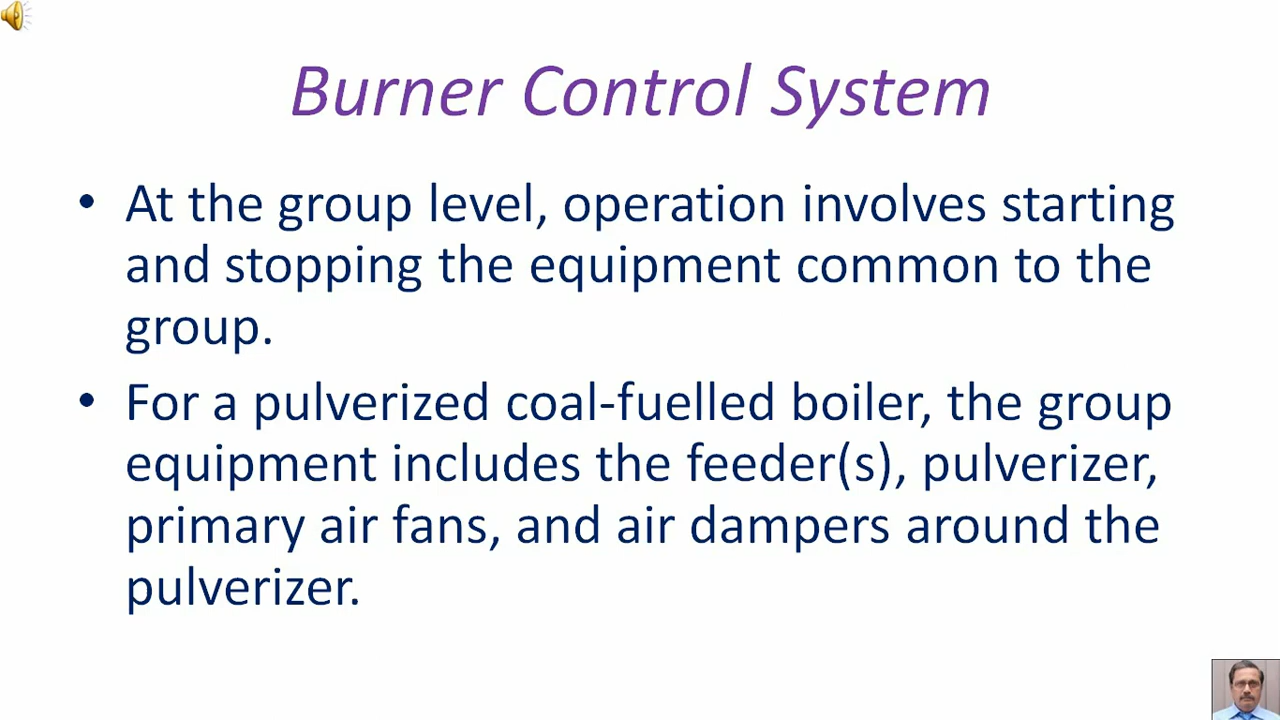 Burner Control System
• At the group level, operation involves starting
and stopping the equipment common to the
group.
• For a pulverized coal-fuelled boiler, the group
equipment includes the feeder(s), pulverizer,
primary air fans, and air dampers around the
pulverizer.